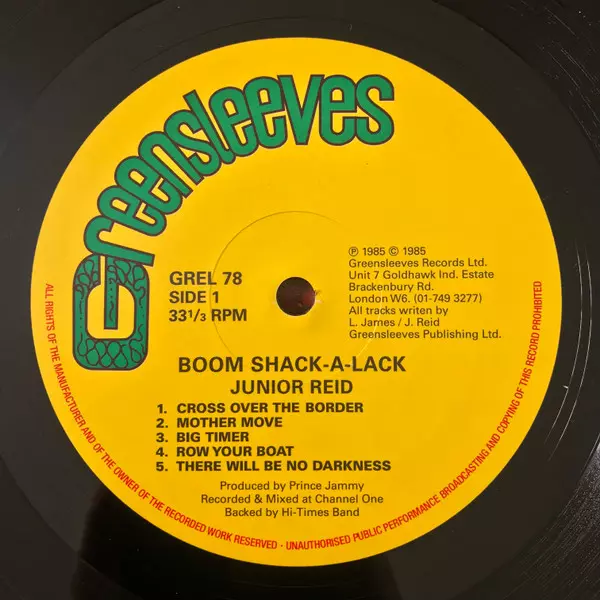 Greensleeves
GREL 78
SIDE 1
33 1/3 RPM
℗ 1985 © 1985
Greensleeves Records Ltd.
Unit 7 Goldhawk Ind. Estate
Brackenbury Rd.
London W6. (01-749 3277)
All tracks writen by
L. James / J. Reid
Greensleeves Publishing Ltd.
BOOM SHACK-A-LACK
JUNIOR REID
1. CROSS OVER THE BORDER
2. MOTHER MOVE
3. BIG TIMER
4. ROW YOUR BOAT
5. THERE WILL BE NO DARKNESS
Produced by Prince Jammy
Recorded & Mixed at Channel One
Backed by Hi-Times Band
ALL RIGHTS OF THE MANUFACTURER AND OF THE OWNER OF THE RECORDED WORK RESERVED - UNAUTHORISED PUBLIC PERFORMANCE BROADCASTING AND COPYING OF THIS RECORD PROHIBITED